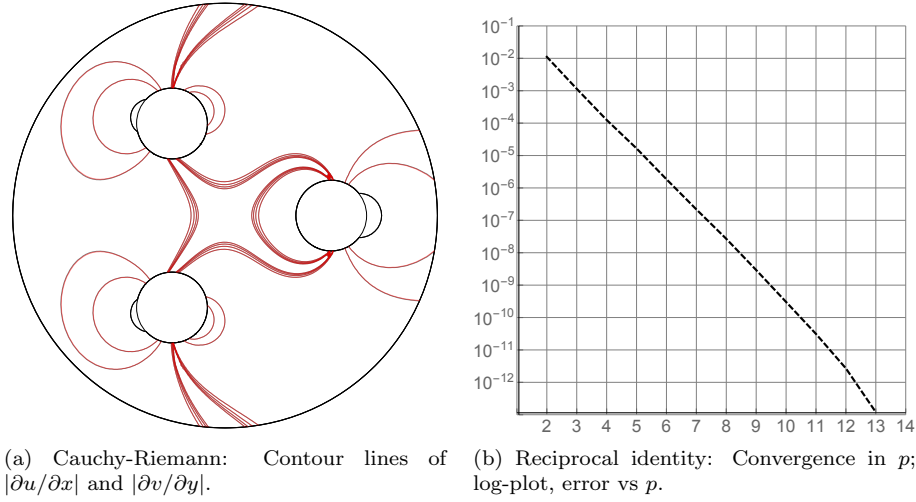 10^-1
10^-2
10^-3
10^-4
10^-5
10^-6
10^-7
10^-8
10^-9
10^-10
10^-11
10^-12
2 3 4 5 6 7 8 9 10 11 12 13 14
(a) Cauchy-Riemann: Contour lines of
|∂u/∂x| and |∂v/∂y|.
(b) Reciprocal identity: Convergence in p;
log-plot, error vs p.